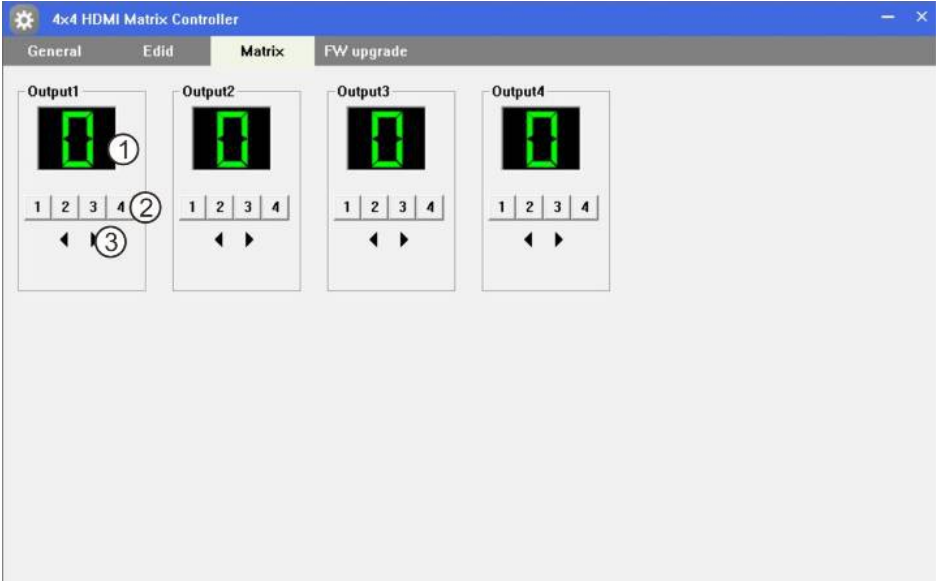 4x4 HDMI Matrix Controller
General Edid Matrix FW upgrade
Output1 Output2 Output3 Output4
0 ① 0 0 0
1 2 3 4 ② 1 2 3 4 1 2 3 4 1 2 3 4
③